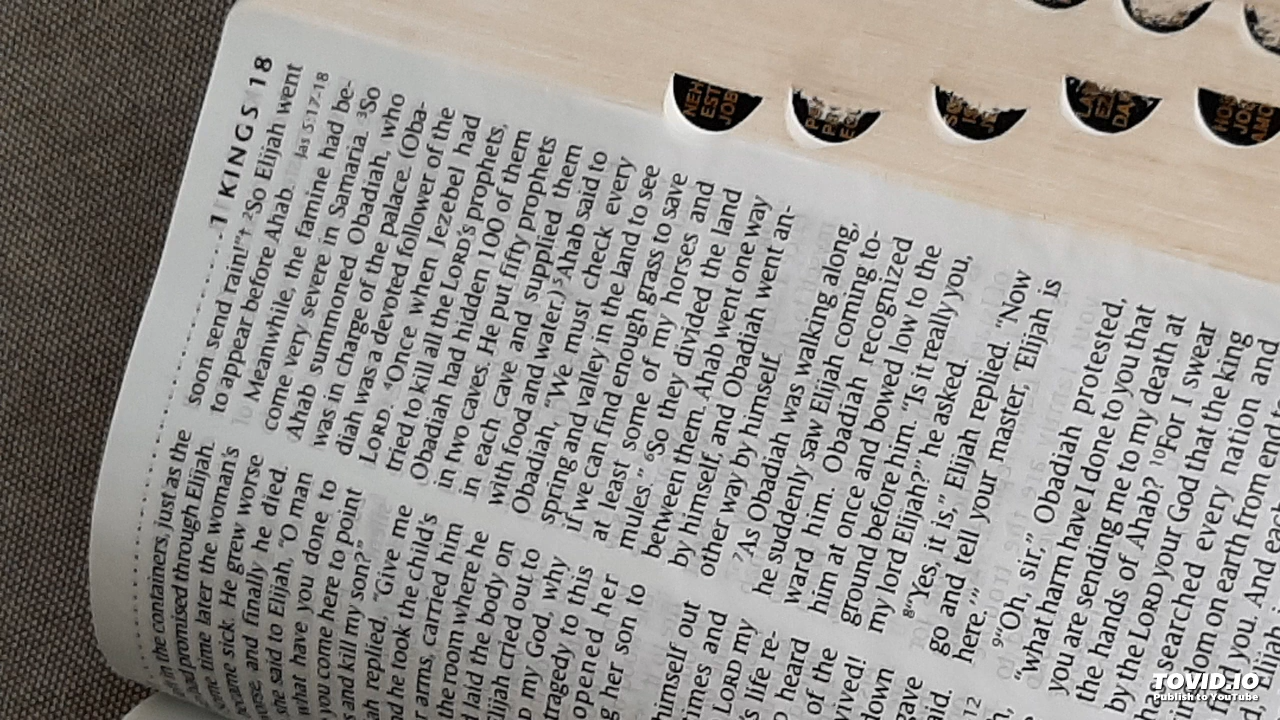 1 KINGS 18
in the containers, just as the
had promised through Elijah.
time later the woman's
became sick. He grew worse
and finally he died.
she said to Elijah, "O man
what have you done to
you come here to point
s and kill my son?"
replied, "Give me
he took the child's
arms, carried him
the room where he
laid the body on
Elijah cried out to
my God, why
tragedy to this
opened her
her son to
himself out
times and
LORD my
life re-
heard
of the
vived!
down
gave
said.
12
soon send rain!"† ²So Elijah went
to appear before Ahab. Jas 5:17-18
Meanwhile, the famine had be-
come very severe in Samaria. ³So
Ahab summoned Obadiah, who
was in charge of the palace. (Oba-
diah was a devoted follower of the
LORD. ⁴Once when Jezebel had
tried to kill all the LORD's prophets,
Obadiah had hidden 100 of them
in two caves. He put fifty prophets
in each cave and supplied them
with food and water.) ⁵Ahab said to
Obadiah, "We must check every
spring and valley in the land to see
if we can find enough grass to save
at least some of my horses and
mules." ⁶So they divided the land
between them. Ahab went one way
by himself, and Obadiah went an-
other way by himself.
⁷As Obadiah was walking along,
he suddenly saw Elijah coming to-
ward him. Obadiah recognized
him at once and bowed low to the
ground before him. "Is it really you,
my lord Elijah?" he asked.
⁸"Yes, it is," Elijah replied. "Now
go and tell your master, 'Elijah is
here.'"
⁹"Oh, sir," Obadiah protested,
"what harm have I done to you that
you are sending me to my death at
the hands of Ahab? ¹⁰For I swear
by the LORD your God that the king
has searched every nation and
kingdom on earth from end to end
find you. And each
Elijah
NEH
EST
JOB
EZE
DAN
HOS
JOE
AMO
TOVID.IO
Publish to YouTube